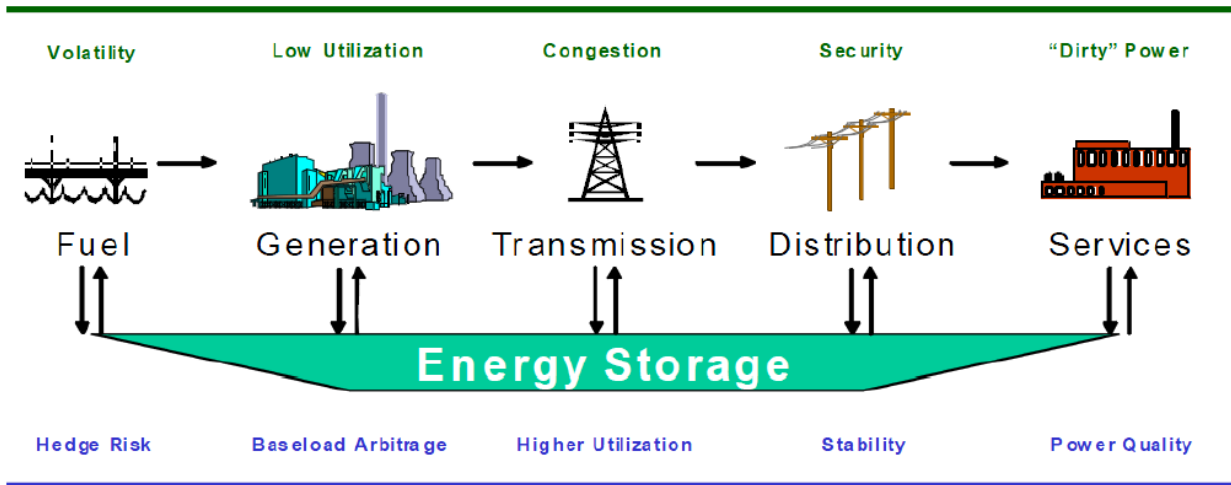 Volatility Low Utilization Congestion Security “Dirty” Power
Fuel Generation Transmission Distribution Services
Energy Storage
Hedge Risk Baseload Arbitrage Higher Utilization Stability Power Quality